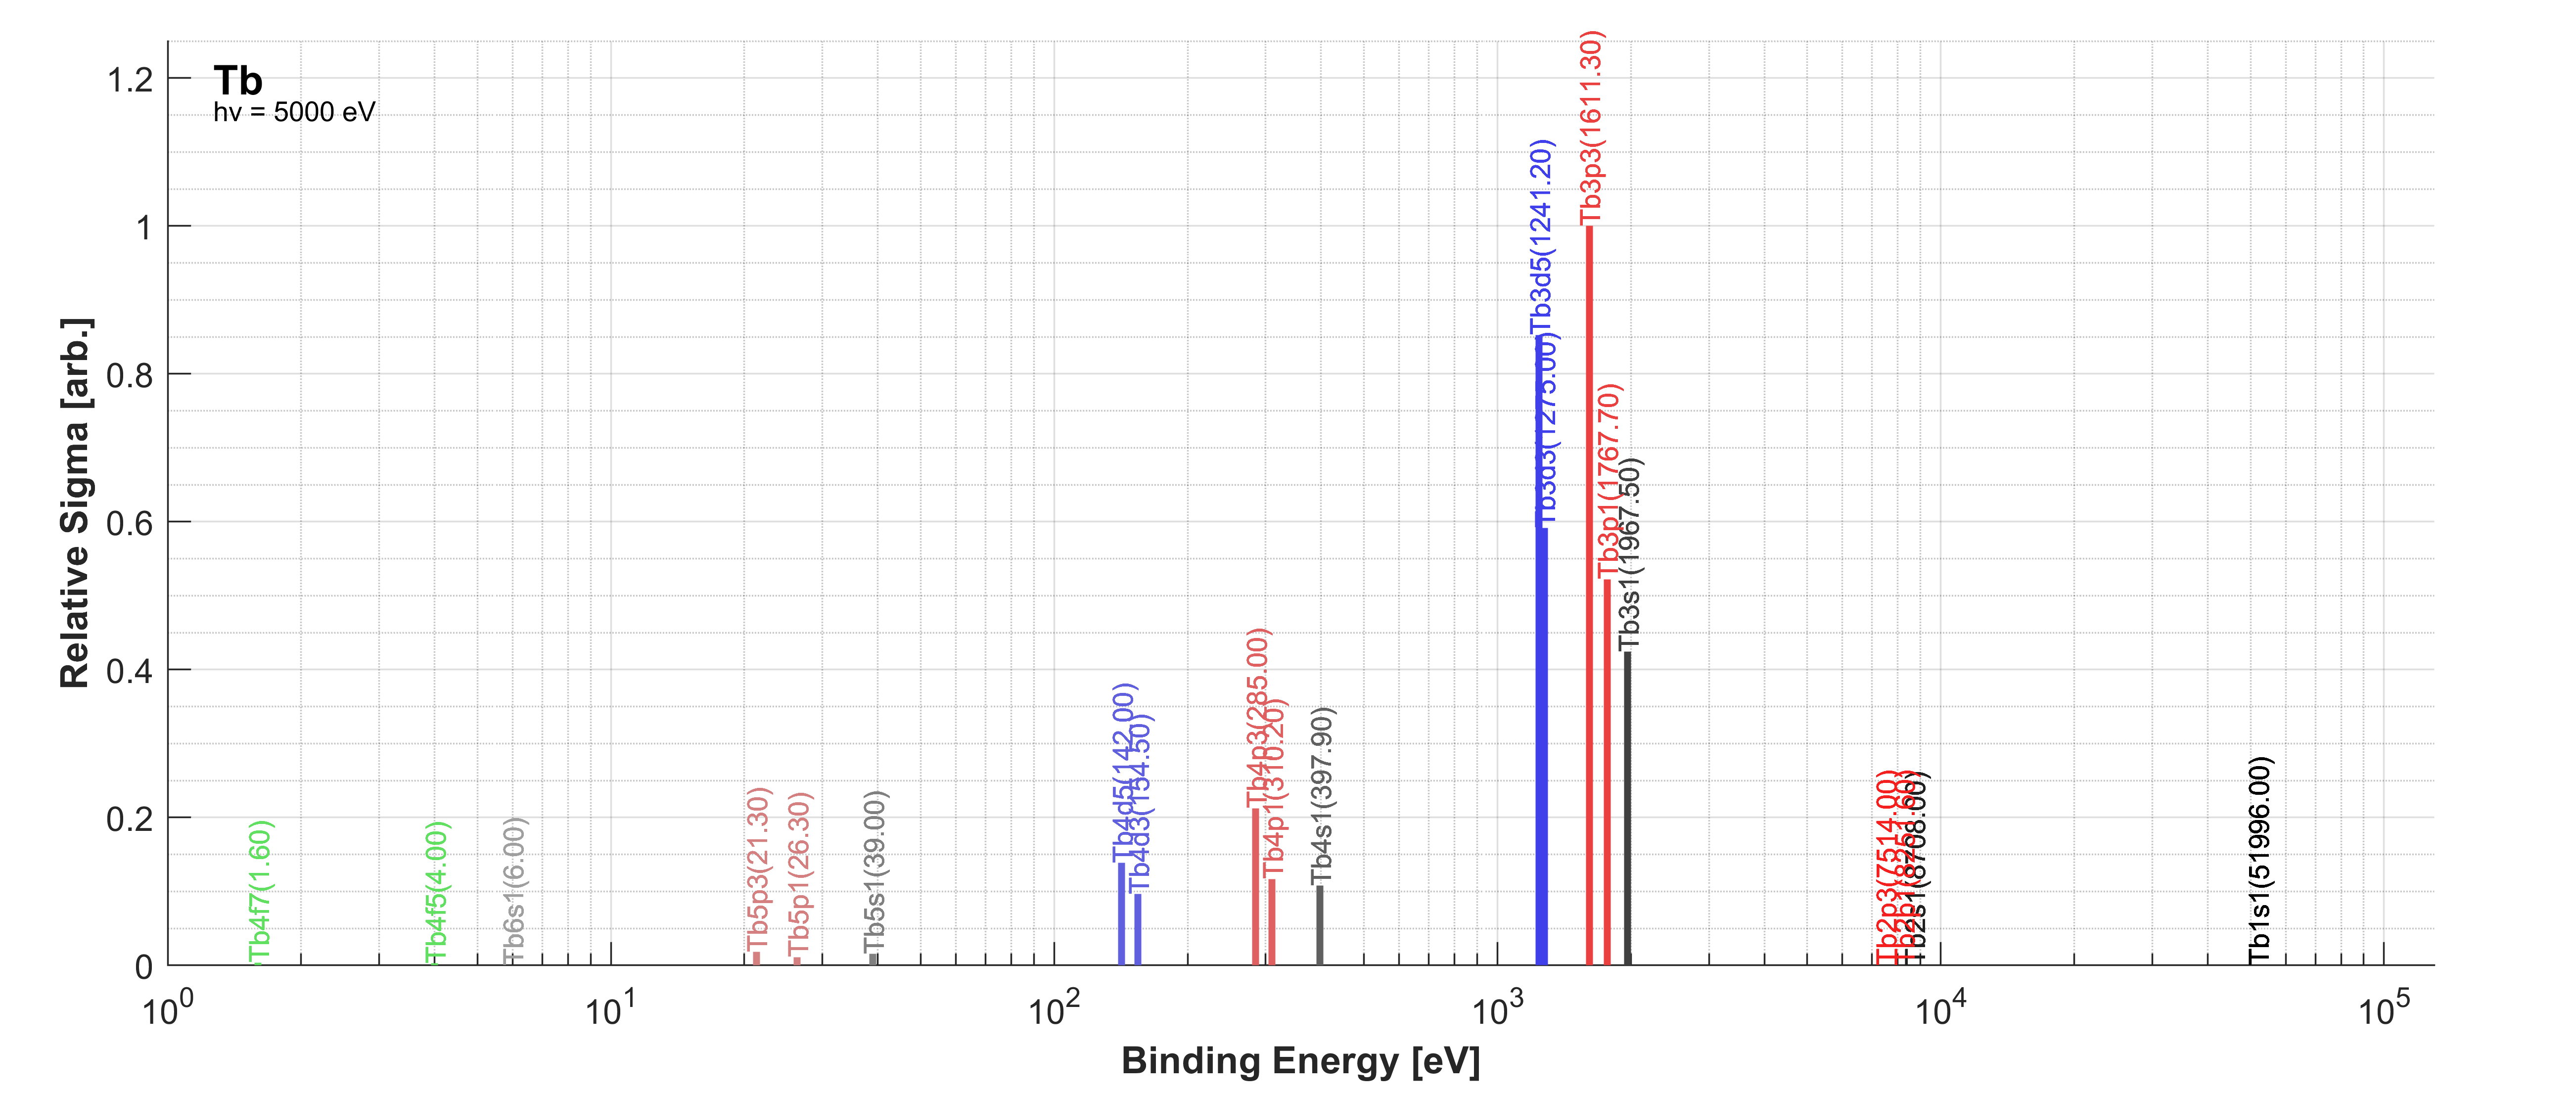 Tb
hv = 5000 eV
Relative Sigma [arb.]
1.2
1
0.8
0.6
0.4
0.2
0
Tb4f7(1.60)
Tb4f5(4.00)
Tb6s1(6.00)
Tb5p3(21.30)
Tb5p1(26.30)
Tb5s1(39.00)
Tb4d5(142.00)
Tb4d3(154.50)
Tb4p3(285.00)
Tb4p1(310.20)
Tb4s1(397.90)
Tb3d5(1241.20)
Tb3d3(1275.00)
Tb3p3(1611.30)
Tb3p1(1767.70)
Tb3s1(1967.50)
Tb2p3(7514.00)
Tb2s1(8708.00)
Tb1s1(51996.00)
10^0
10^1
10^2
10^3
10^4
10^5
Binding Energy [eV]